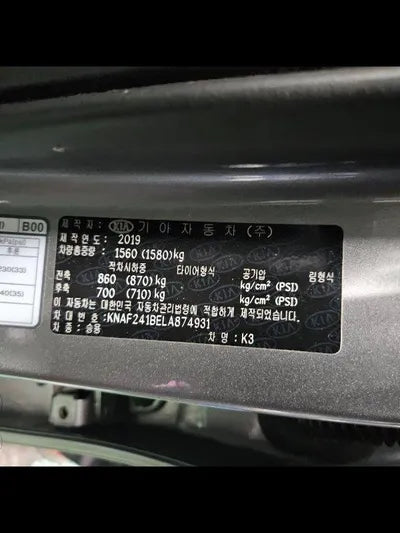 B00
230(33)
240(35)
제 작 자 : KIA 기 아 자 동 차 (주)
제 작 연 도 : 2019
차량총중량 : 1560 (1580)kg
적차시하중 타이어형식 공기압 림형식
전축 860 (870)kg kg/cm² (PSI)
후축 700 (710)kg kg/cm² (PSI)
이 자동차는 대한민국 자동차관리법령에 적합하게 제작되었습니다.
차 대 번 호 : KNAF241BELA874931
차 종 : 승용 차 명 : K3